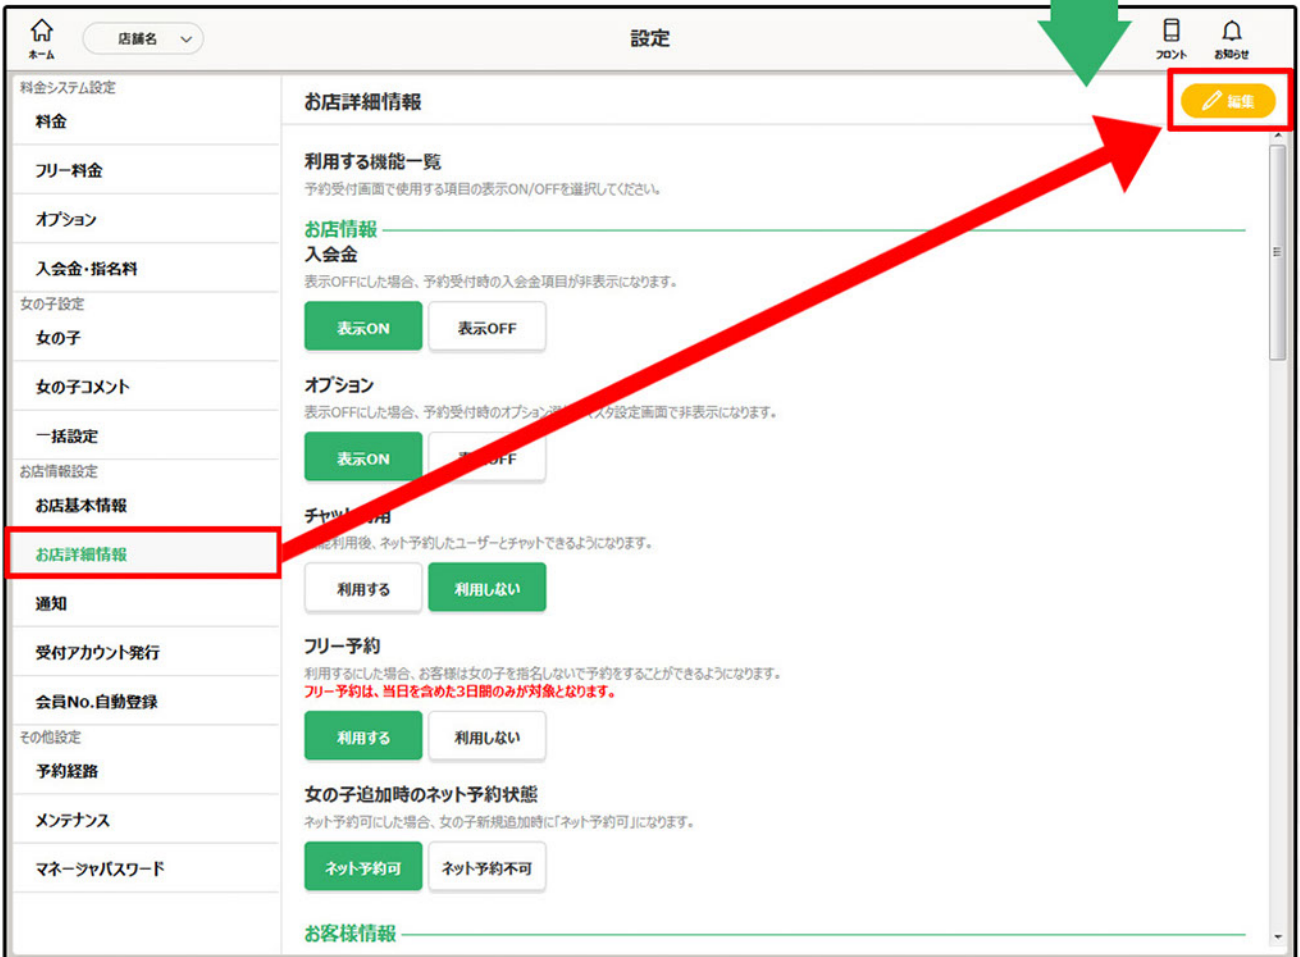 ホーム
店舗名
設定
フロント
お知らせ
料金システム設定
料金
フリー料金
オプション
入会金・指名料
女の子設定
女の子
女の子コメント
一括設定
お店情報設定
お店基本情報
お店詳細情報
通知
受付アカウント発行
会員No.自動登録
その他設定
予約経路
メンテナンス
マネージャパスワード
お店詳細情報
編集
利用する機能一覧
予約受付画面で使用する項目の表示ON/OFFを選択してください。
お店情報
入会金
表示OFFにした場合、予約受付時の入会金項目が非表示になります。
表示ON
表示OFF
オプション
表示OFFにした場合、予約受付時のオプション選 スタ設定画面で非表示になります。
表示ON
FF
チャット 用
利用後、ネット予約したユーザーとチャットできるようになります。
利用する
利用しない
フリー予約
利用するにした場合、お客様は女の子を指名しないで予約をすることができるようになります。
フリー予約は、当日を含めた3日間のみが対象となります。
利用する
利用しない
女の子追加時のネット予約状態
ネット予約可にした場合、女の子新規追加時に「ネット予約可」になります。
ネット予約可
ネット予約不可
お客様情報